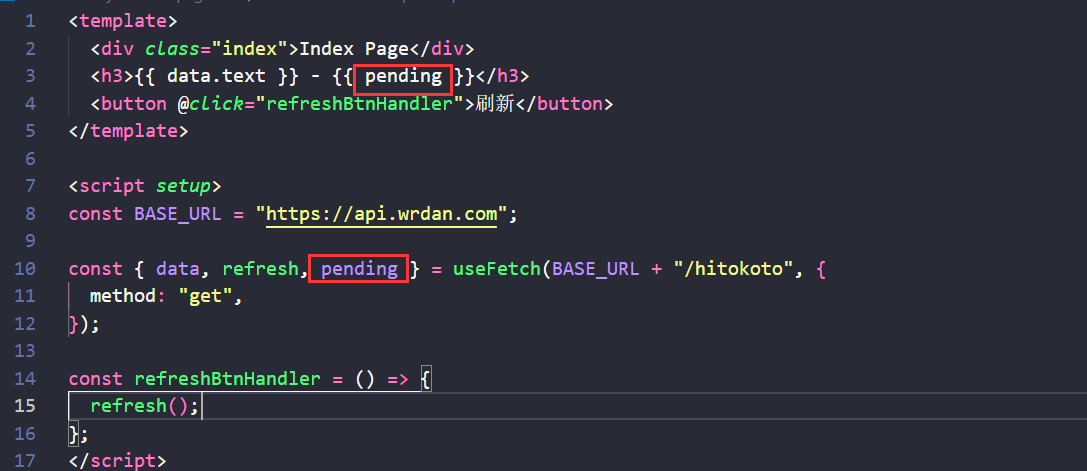 1 <template>
2   <div class="index">Index Page</div>
3   <h3>{{ data.text }} - {{ pending }}</h3>
4   <button @click="refreshBtnHandler">刷新</button>
5 </template>
6
7 <script setup>
8 const BASE_URL = "https://api.wrdan.com";
9
10 const { data, refresh, pending } = useFetch(BASE_URL + "/hitokoto", {
11   method: "get",
12 });
13
14 const refreshBtnHandler = () => {
15   refresh();
16 };
17 </script>